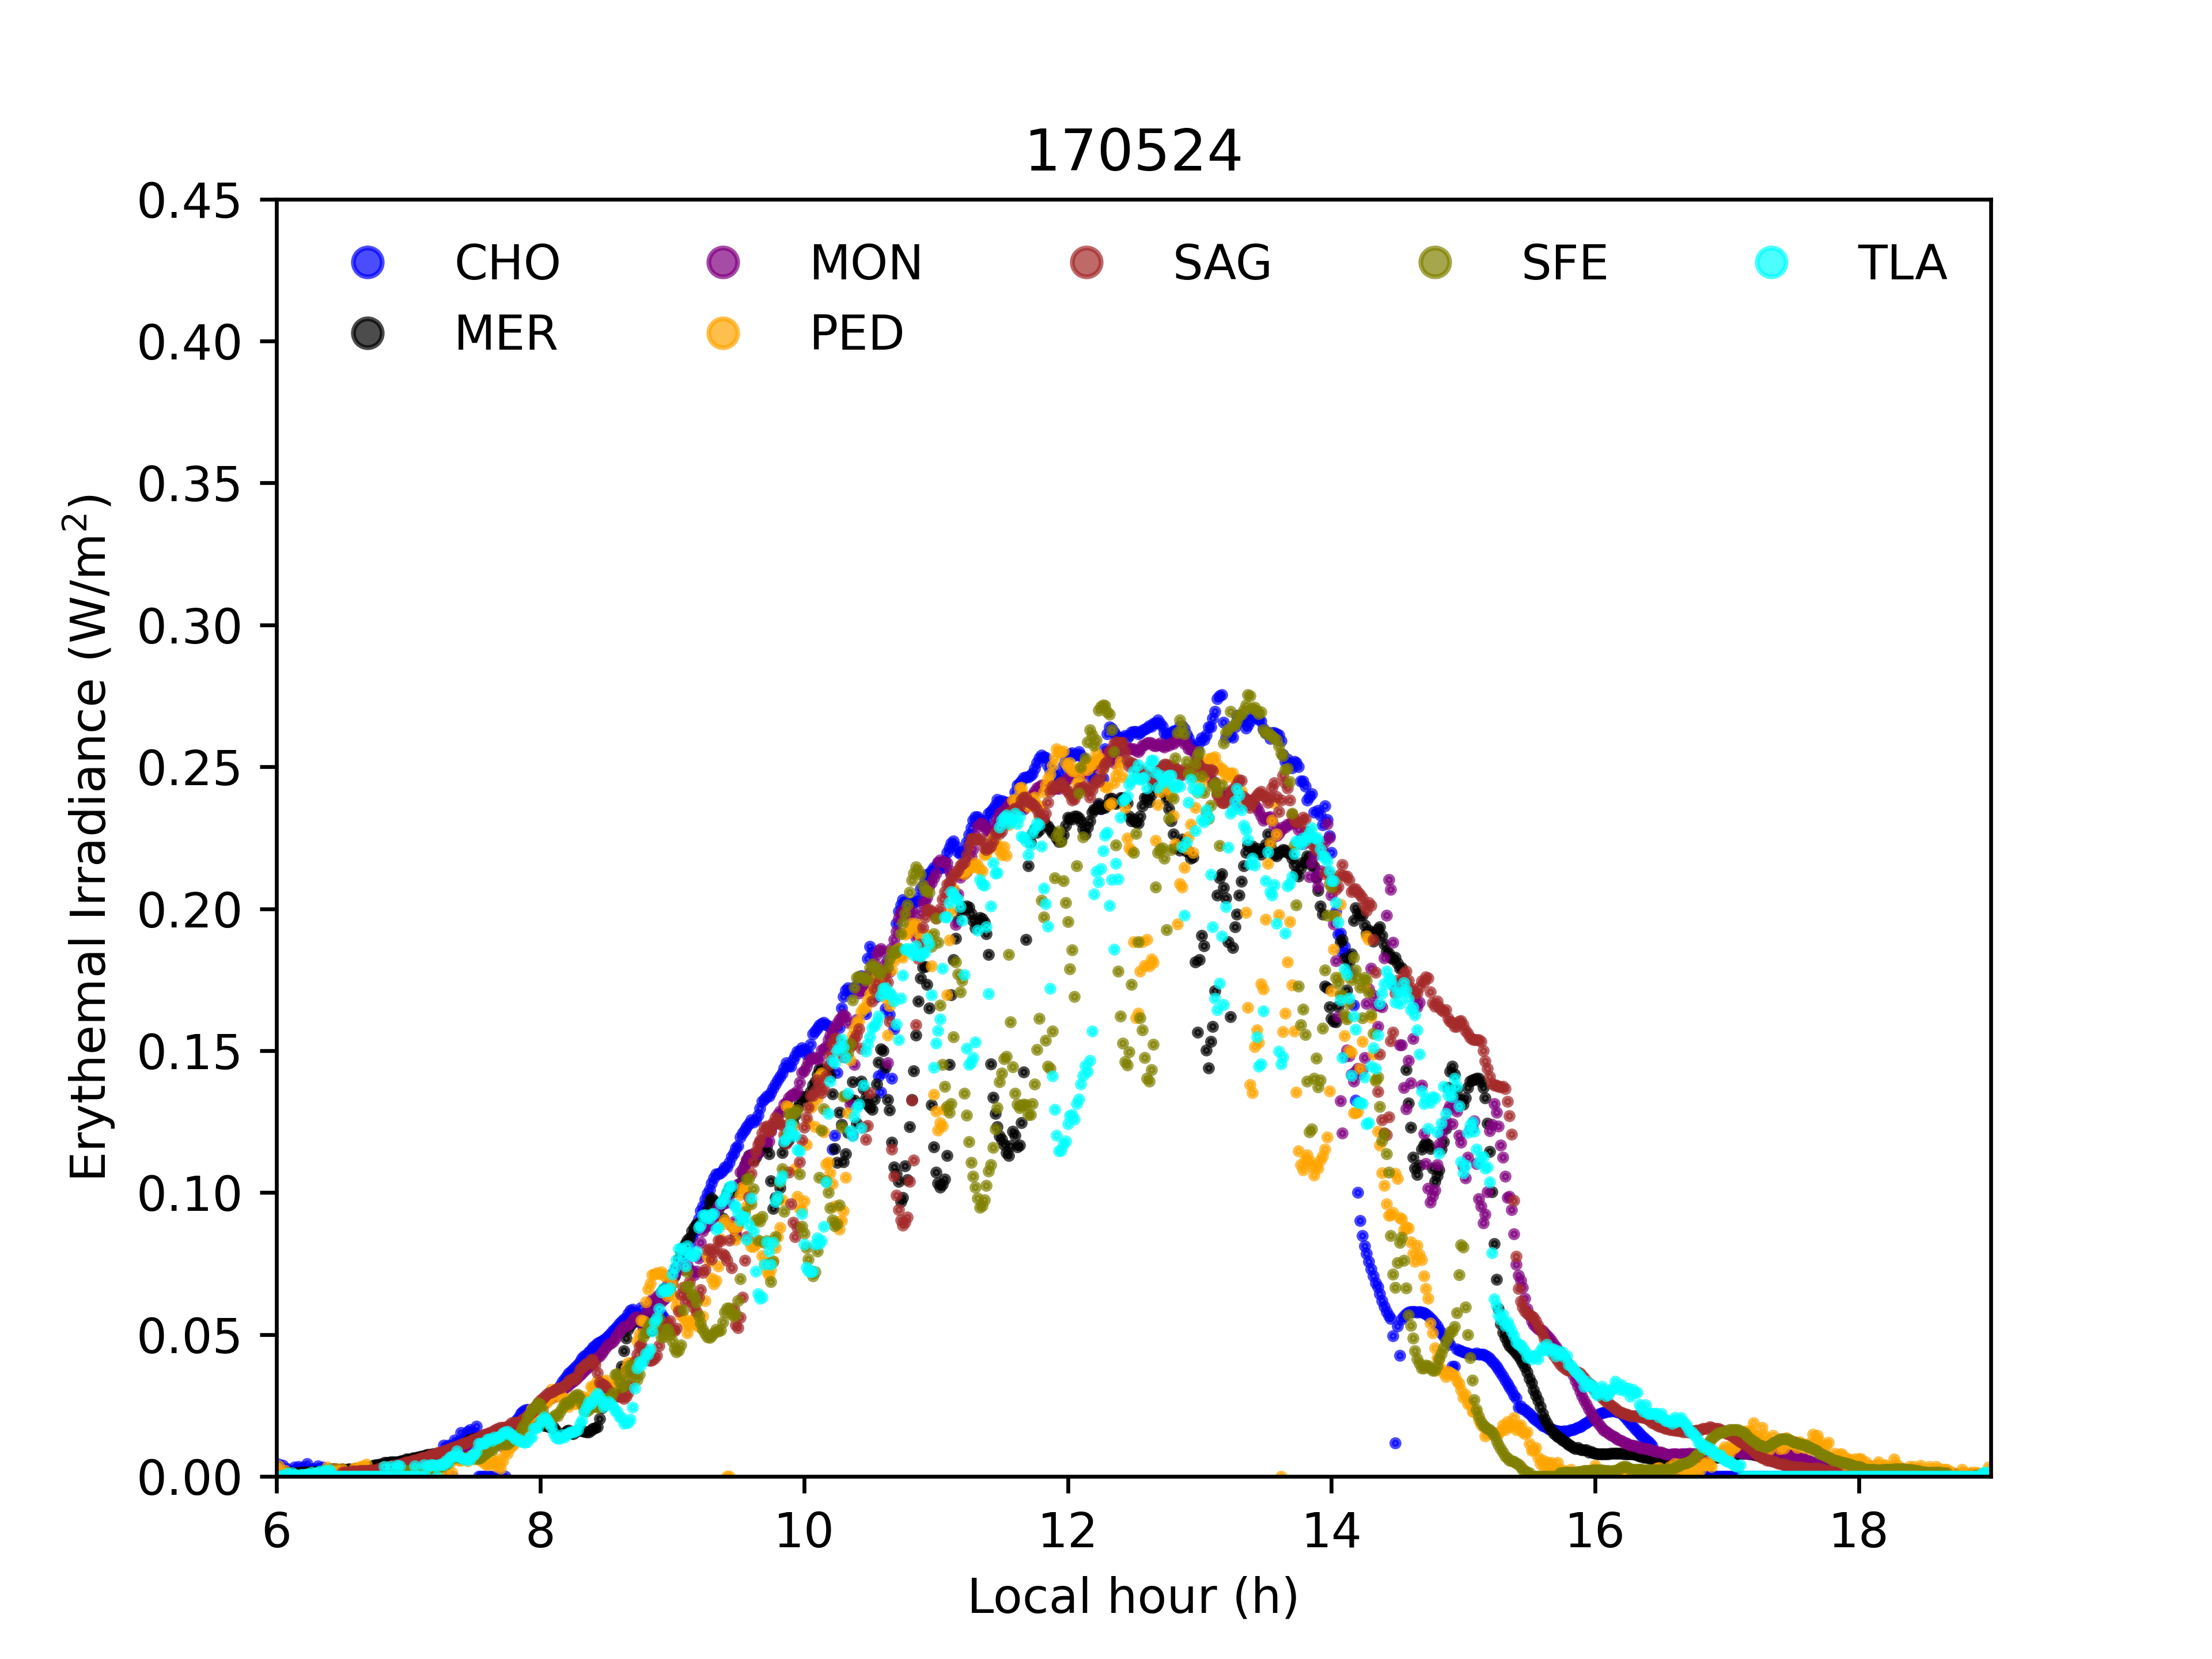 170524
0.45
CHO MON SAG SFE TLA
MER PED
0.40
0.35
0.30
0.25
0.20
0.15
0.10
0.05
0.00
Erythemal Irradiance (W/m²)
6 8 10 12 14 16 18
Local hour (h)